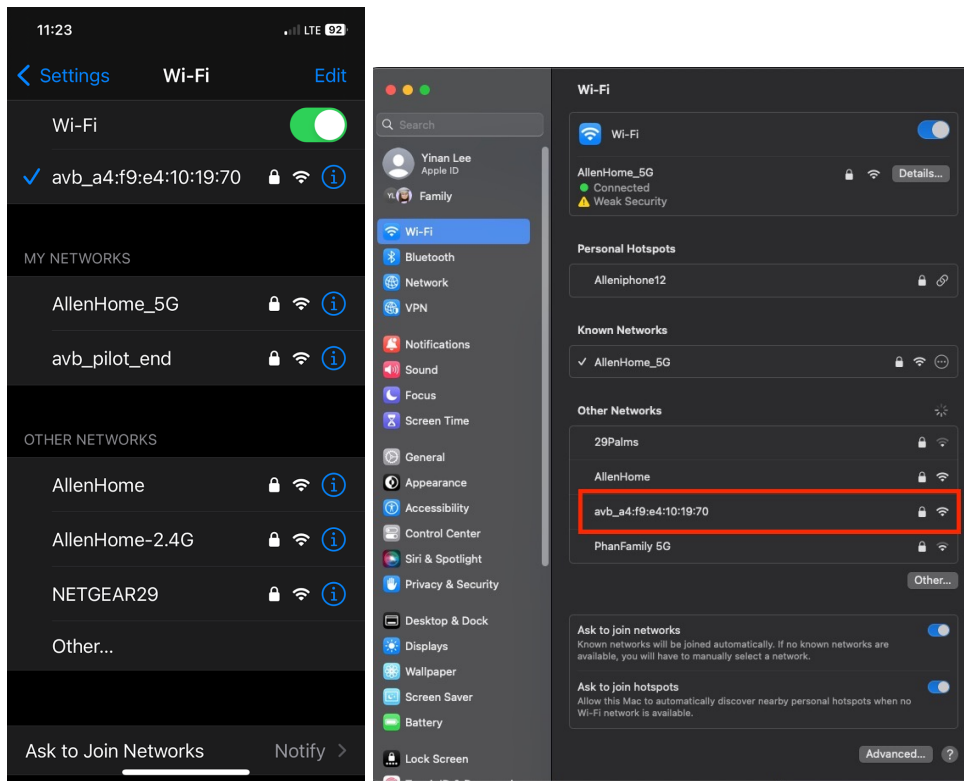 11:23
LTE 92
Settings
Wi-Fi
Edit
Wi-Fi
avb_a4:f9:e4:10:19:70
MY NETWORKS
AllenHome_5G
avb_pilot_end
OTHER NETWORKS
AllenHome
AllenHome-2.4G
NETGEAR29
Other...
Ask to Join Networks
Notify
Search
Yinan Lee
Apple ID
YL
Family
Wi-Fi
Bluetooth
Network
VPN
Notifications
Sound
Focus
Screen Time
General
Appearance
Accessibility
Control Center
Siri & Spotlight
Privacy & Security
Desktop & Dock
Displays
Wallpaper
Screen Saver
Battery
Lock Screen
Wi-Fi
Wi-Fi
AllenHome_5G
Details...
Connected
Weak Security
Personal Hotspots
Alleniphone12
Known Networks
AllenHome_5G
Other Networks
29Palms
AllenHome
avb_a4:f9:e4:10:19:70
PhanFamily 5G
Other...
Ask to join networks
Known networks will be joined automatically. If no known networks are
available, you will have to manually select a network.
Ask to join hotspots
Allow this Mac to automatically discover nearby personal hotspots when no
Wi-Fi network is available.
Advanced...
?